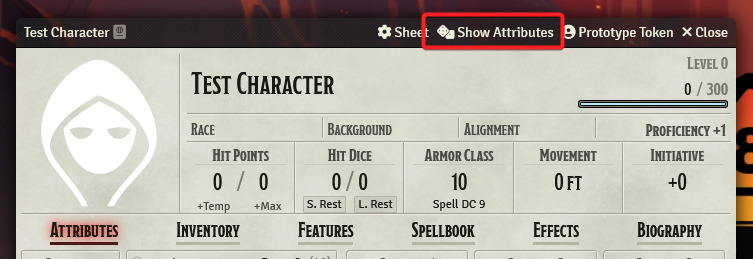 Test Character Sheet Show Attributes Prototype Token Close
LEVEL 0
TEST CHARACTER
0 / 300
RACE BACKGROUND ALIGNMENT PROFICIENCY +1
HIT POINTS HIT DICE ARMOR CLASS MOVEMENT INITIATIVE
0 / 0 0 / 0 10 0 FT +0
+Temp +Max S. Rest L. Rest Spell DC 9
ATTRIBUTES INVENTORY FEATURES SPELLBOOK EFFECTS BIOGRAPHY